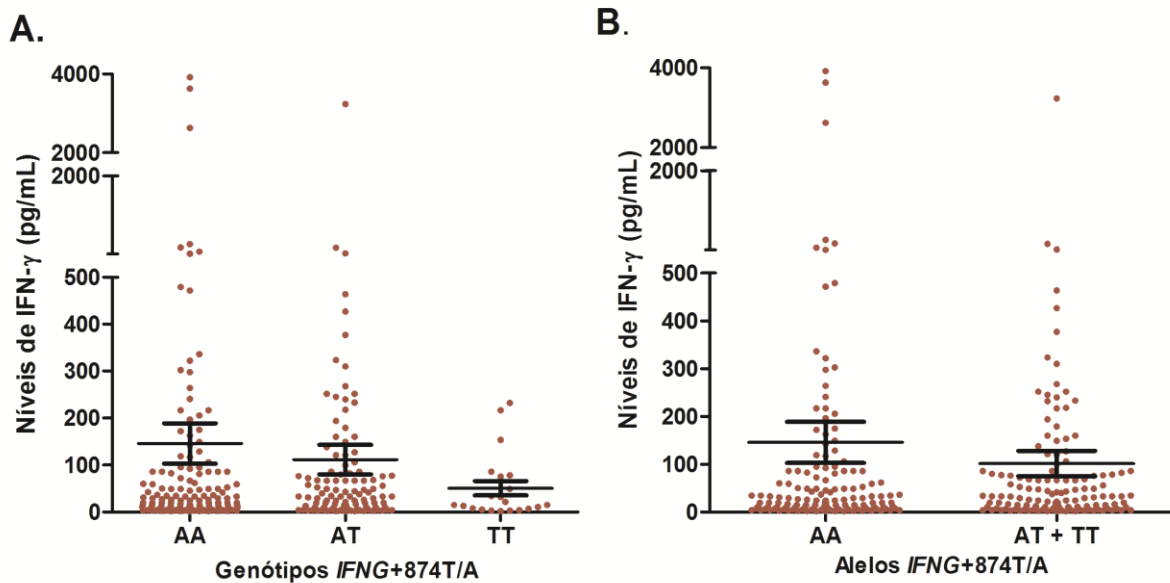 A.
Níveis de IFN-γ (pg/mL)
4000
2000
2000
500
400
300
200
100
0
AA AT TT
Genótipos IFNG+874T/A
B.
Níveis de IFN-γ (pg/mL)
4000
2000
2000
500
400
300
200
100
0
AA AT + TT
Alelos IFNG+874T/A